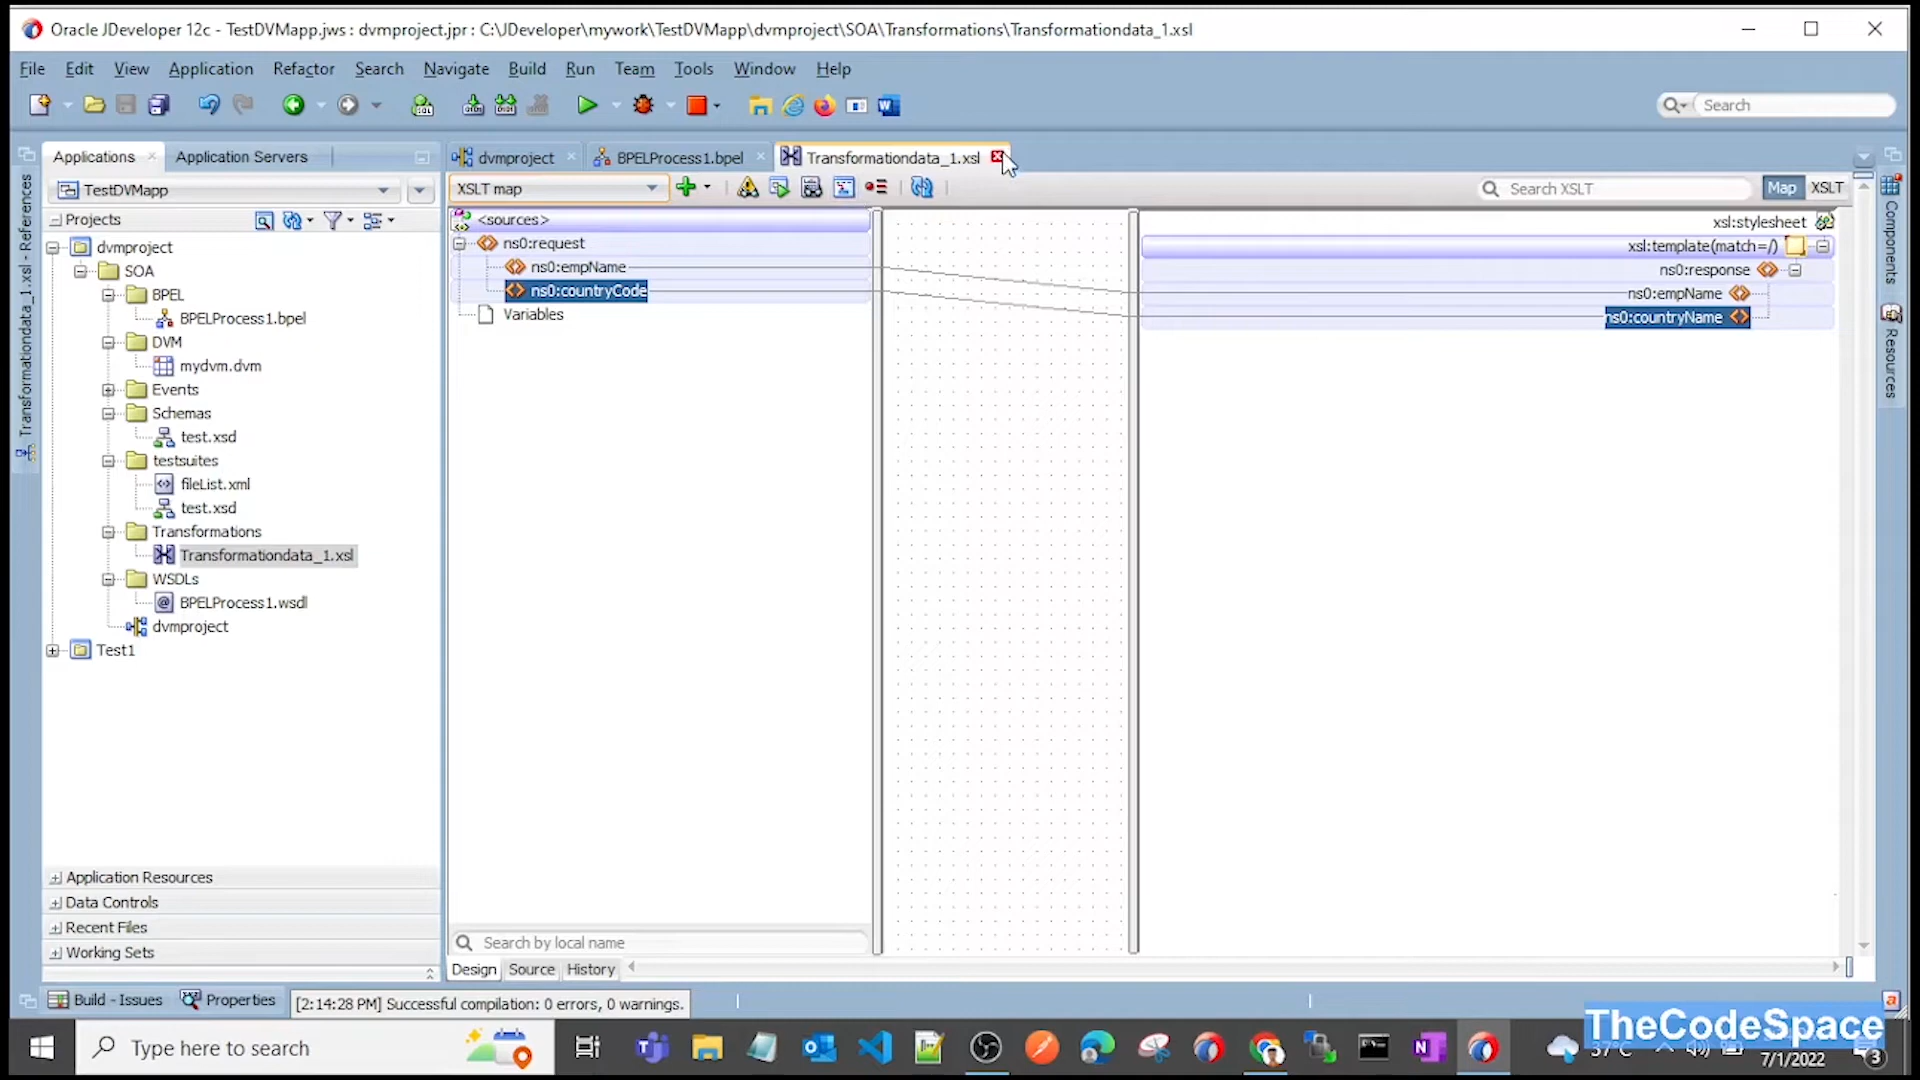 Oracle JDeveloper 12c - TestDVMapp.jws : dvmproject.jpr : C:\JDeveloper\mywork\TestDVMapp\dvmproject\SOA\Transformations\Transformationdata_1.xsl
File Edit View Application Refactor Search Navigate Build Run Team Tools Window Help
Search
Applications Application Servers dvmproject BPELProcess1.bpel Transformationdata_1.xsl
TestDVMapp XSLT map Search XSLT Map XSLT
Projects <sources> xsl:stylesheet
dvmproject ns0:request xsl:template(match=/)
SOA ns0:empName ns0:response
BPEL ns0:countryCode ns0:empName
BPELProcess1.bpel Variables ns0:countryName
DVM
mydvm.dvm
Events
Schemas
test.xsd
testsuites
fileList.xml
test.xsd
Transformations
Transformationdata_1.xsl
WSDLs
BPELProcess1.wsdl
dvmproject
Test1
Transformationdata_1.xsl - References
Components
Resources
Application Resources
Data Controls
Recent Files
Working Sets
Search by local name
Design Source History
Build - Issues Properties [2:14:28 PM] Successful compilation: 0 errors, 0 warnings.
TheCodeSpace
Type here to search
7/1/2022
3